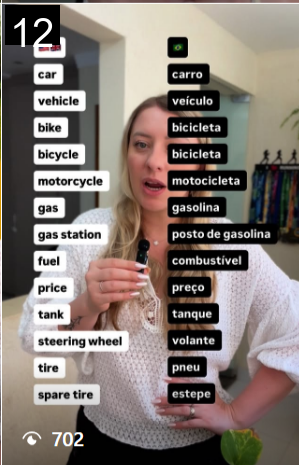 12
car carro
vehicle veículo
bike bicicleta
bicycle bicicleta
motorcycle motocicleta
gas gasolina
gas station posto de gasolina
fuel combustível
price preço
tank tanque
steering wheel volante
tire pneu
spare tire estepe
702